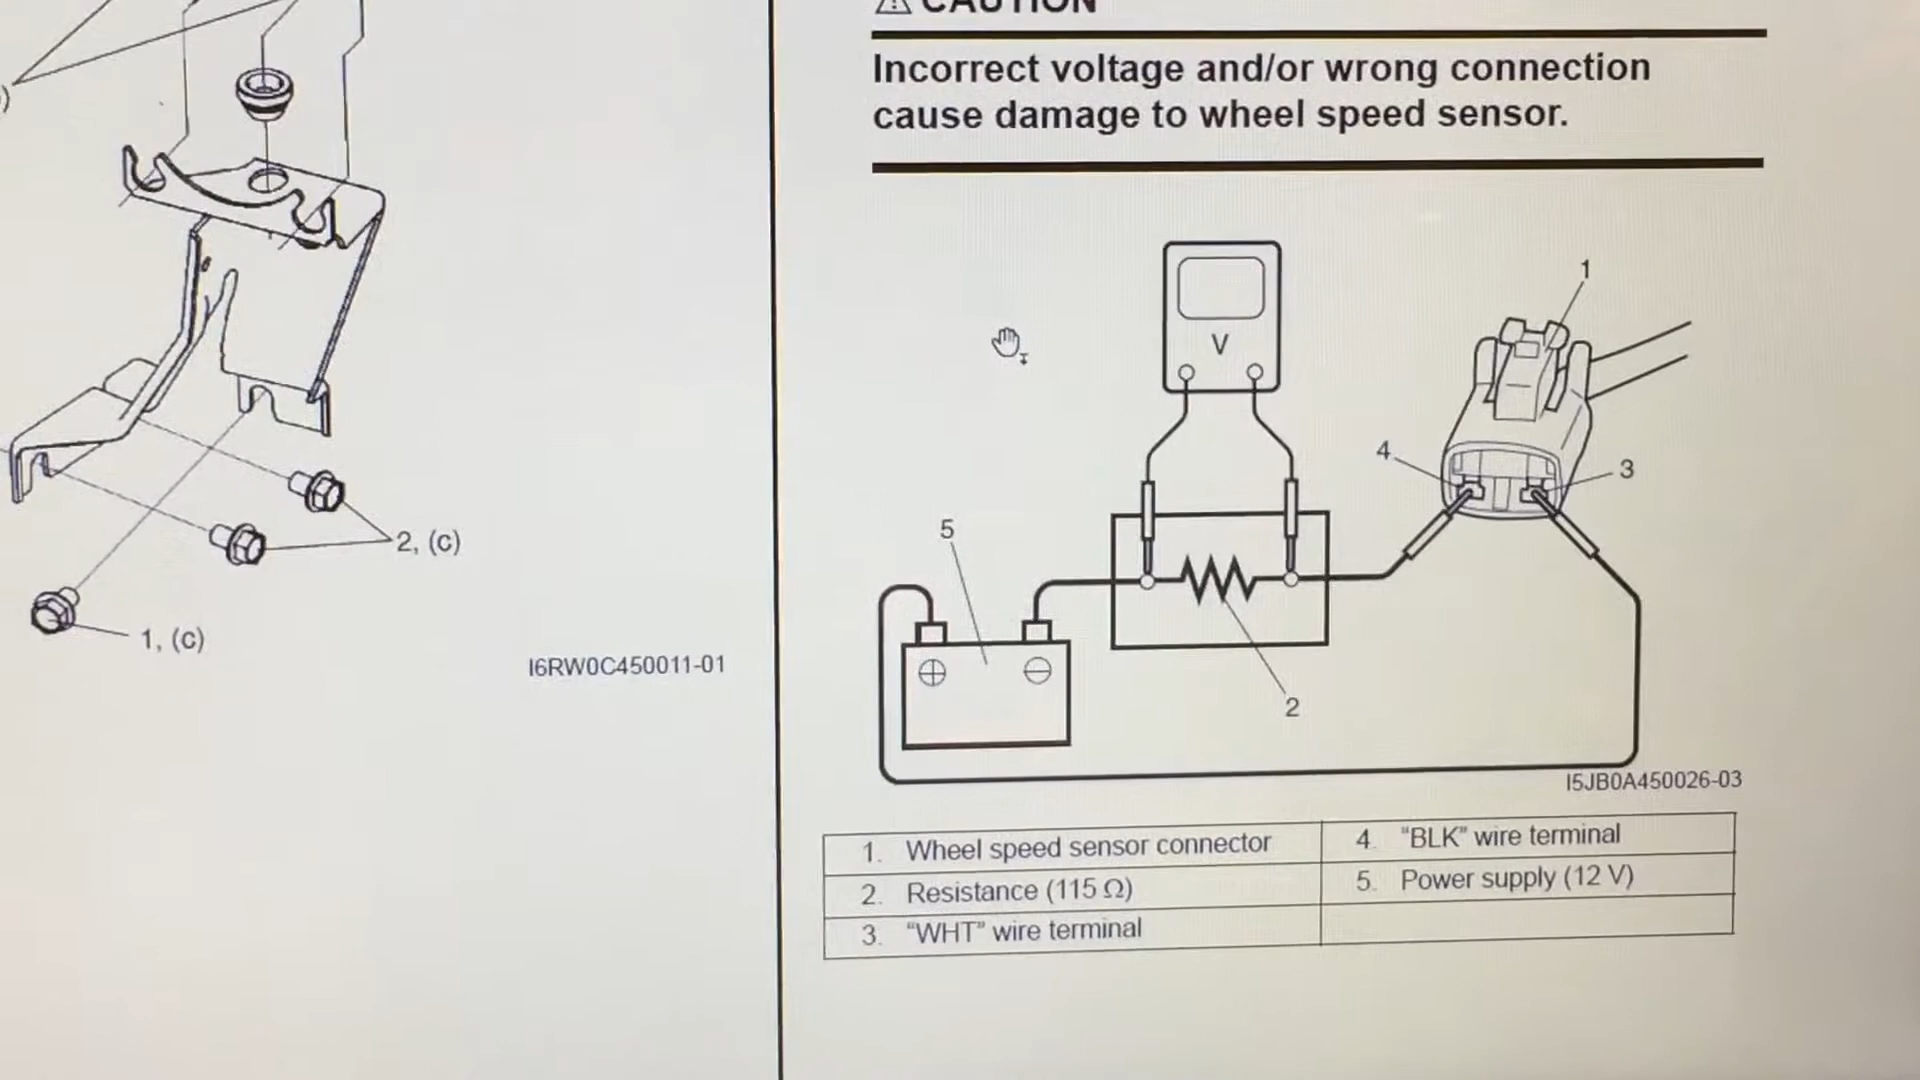 )
2, (c)
1, (c)
I6RW0C450011-01
CAUTION
Incorrect voltage and/or wrong connection
cause damage to wheel speed sensor.
1
V
4
3
5
2
I5JB0A450026-03
1. Wheel speed sensor connector
4. “BLK” wire terminal
2. Resistance (115 Ω)
5. Power supply (12 V)
3. “WHT” wire terminal